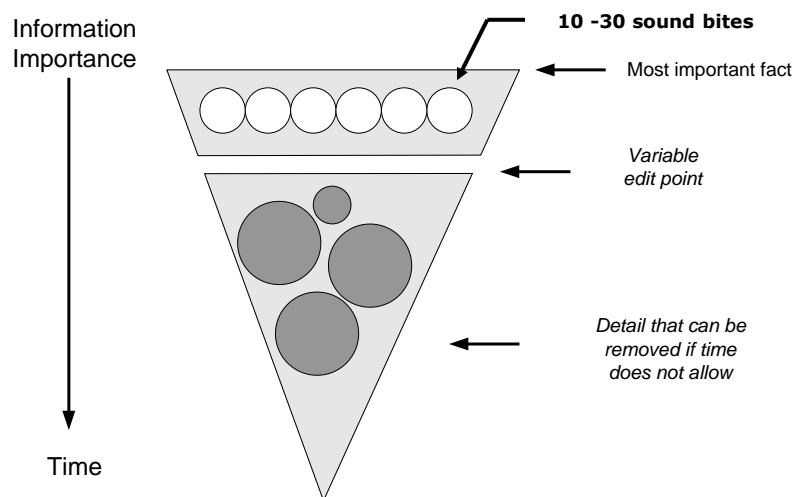 Information
Importance
10 -30 sound bites
Most important fact
Variable
edit point
Detail that can be
removed if time
does not allow
Time